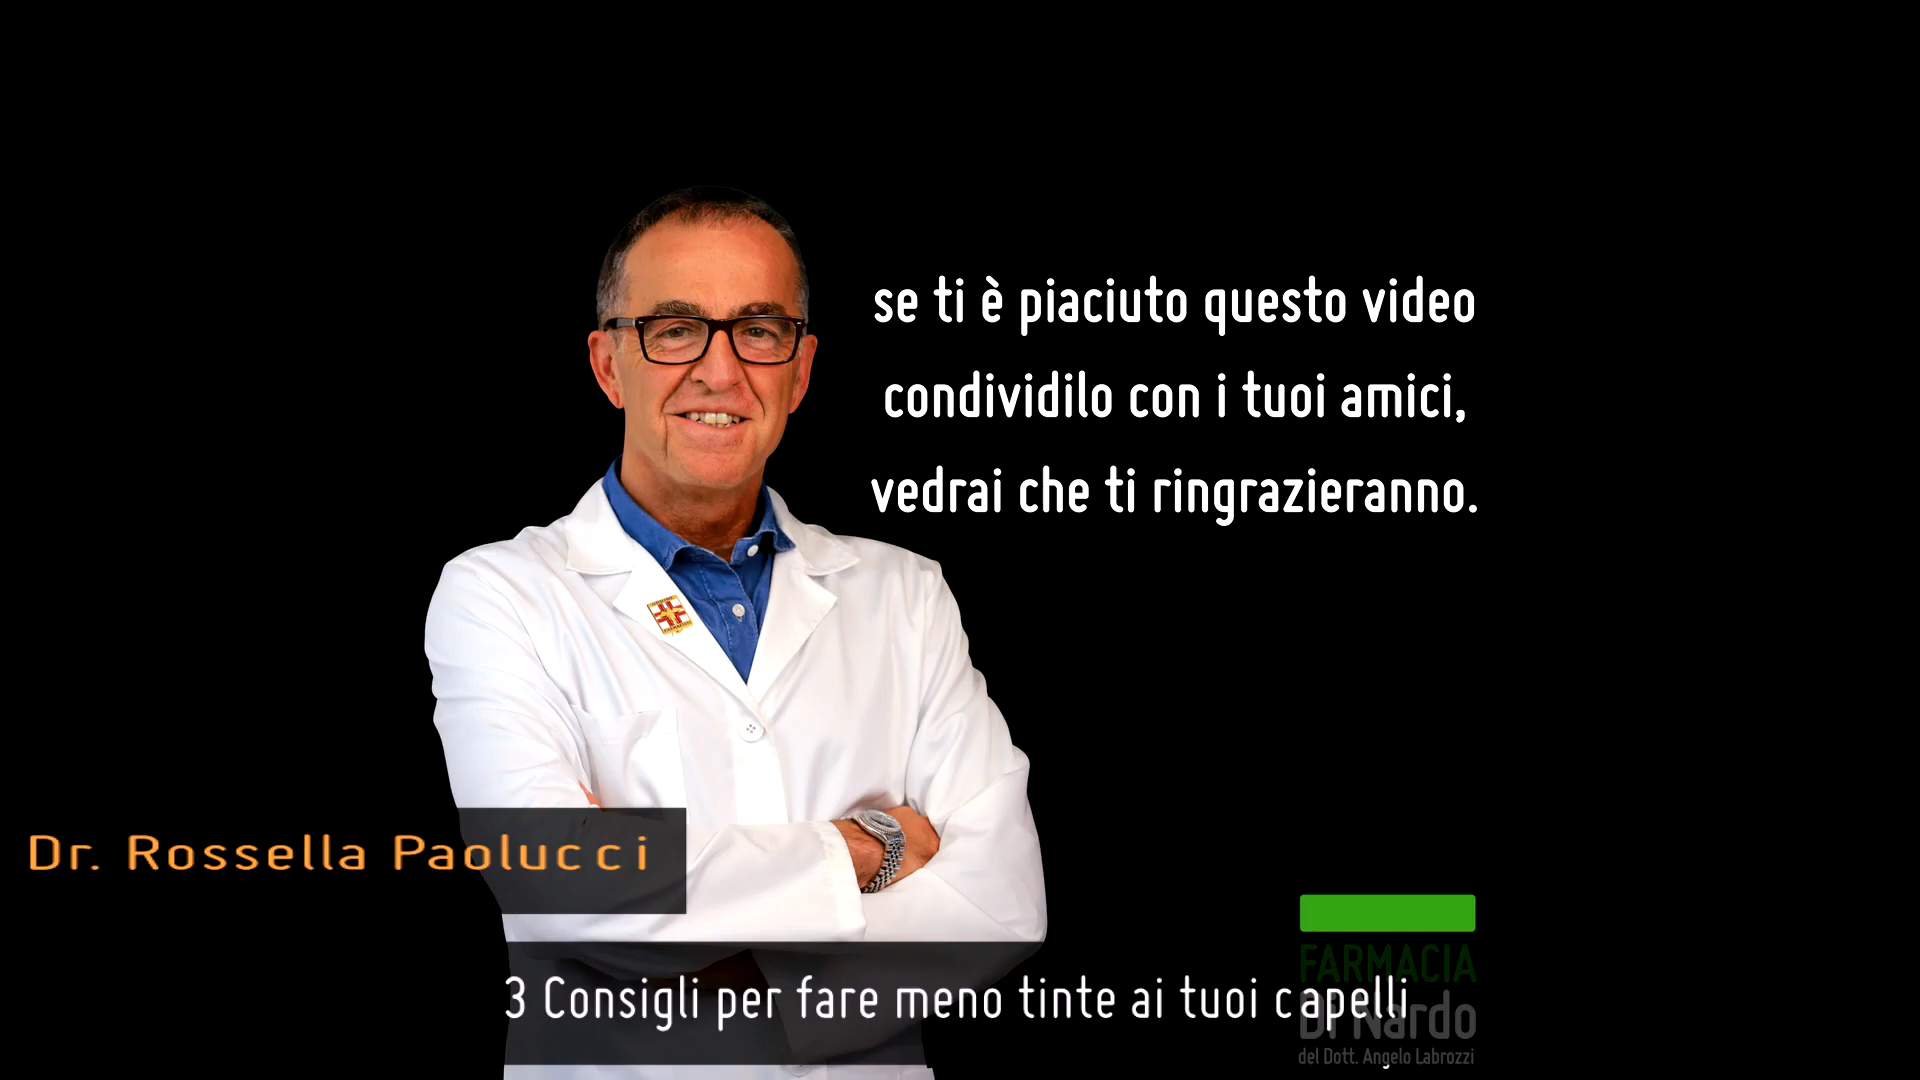 se ti è piaciuto questo video
condividilo con i tuoi amici,
vedrai che ti ringrazieranno.
Dr. Rossella Paolucci
3 Consigli per fare meno tinte ai tuoi capelli
FARMACIA
Di Nardo
del Dott. Angelo Labrozzi